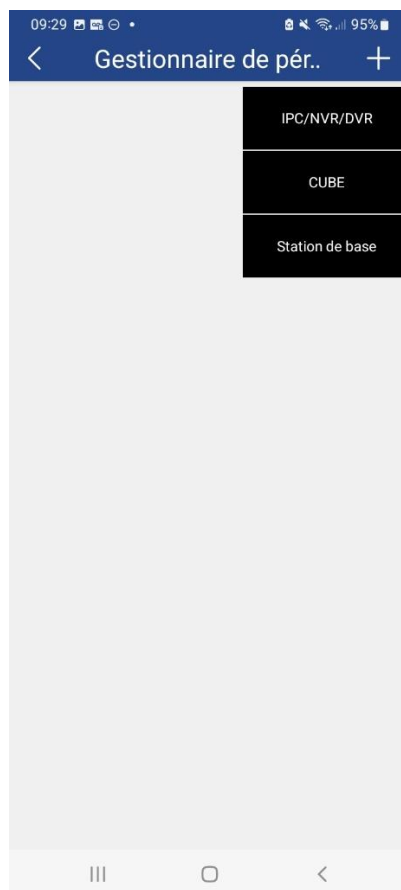 09:29 95%
Gestionnaire de pér..
IPC/NVR/DVR
CUBE
Station de base